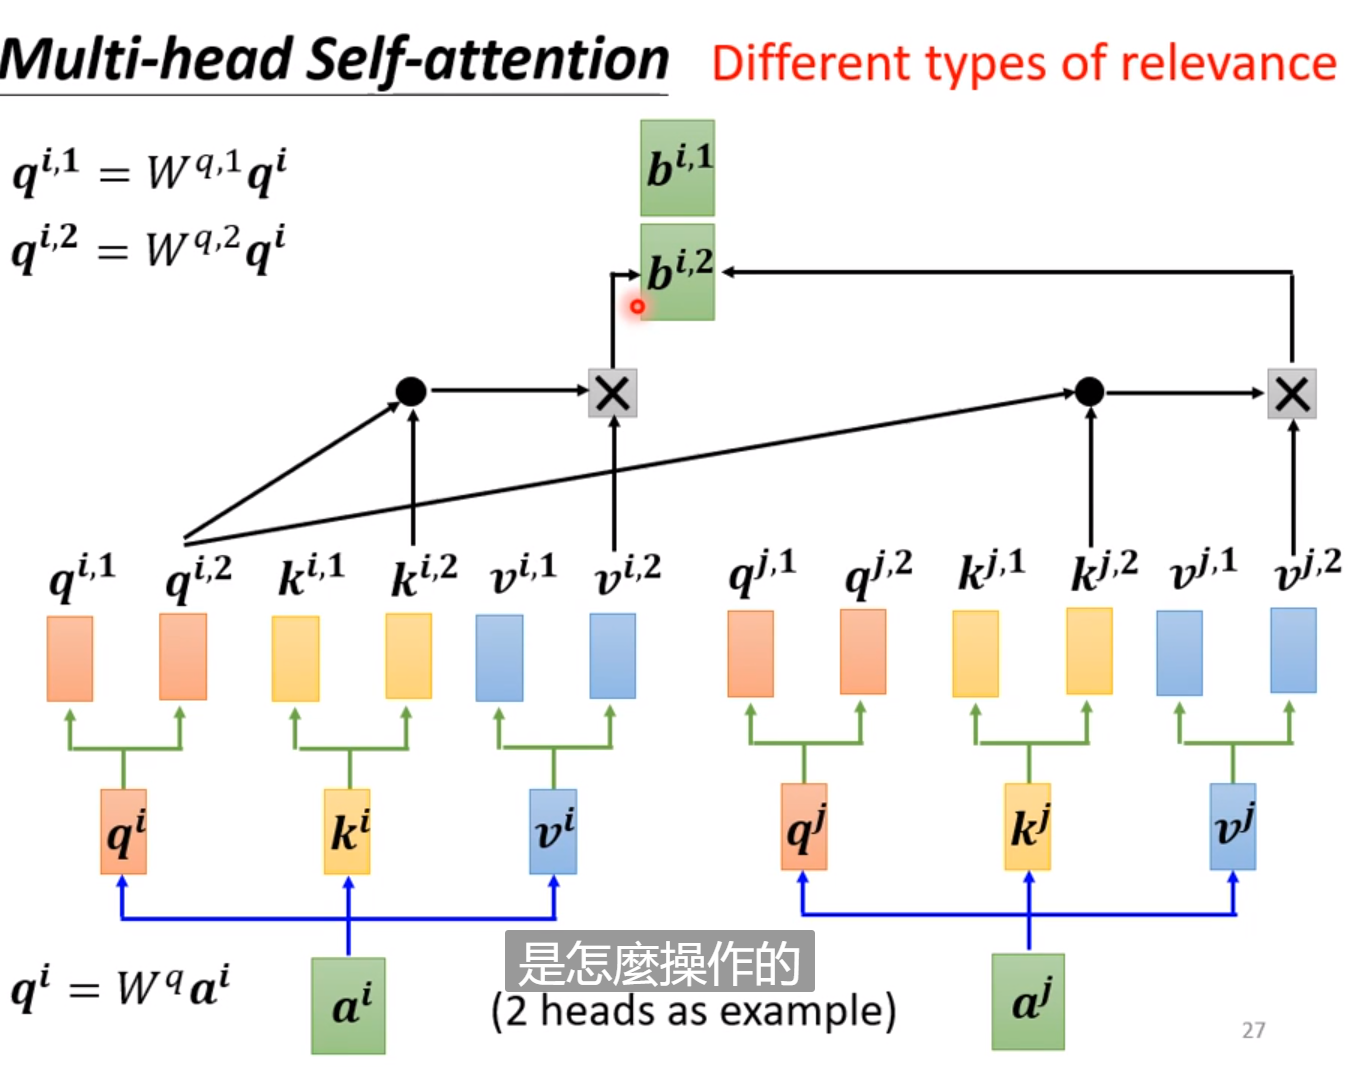 Multi-head Self-attention Different types of relevance
q^{i,1} = W^{q,1}q^i
q^{i,2} = W^{q,2}q^i
b^{i,1}
b^{i,2}
q^{i,1} q^{i,2} k^{i,1} k^{i,2} v^{i,1} v^{i,2} q^{j,1} q^{j,2} k^{j,1} k^{j,2} v^{j,1} v^{j,2}
q^i k^i v^i q^j k^j v^j
是怎麼操作的
q^i = W^q a^i a^i (2 heads as example) a^j
27